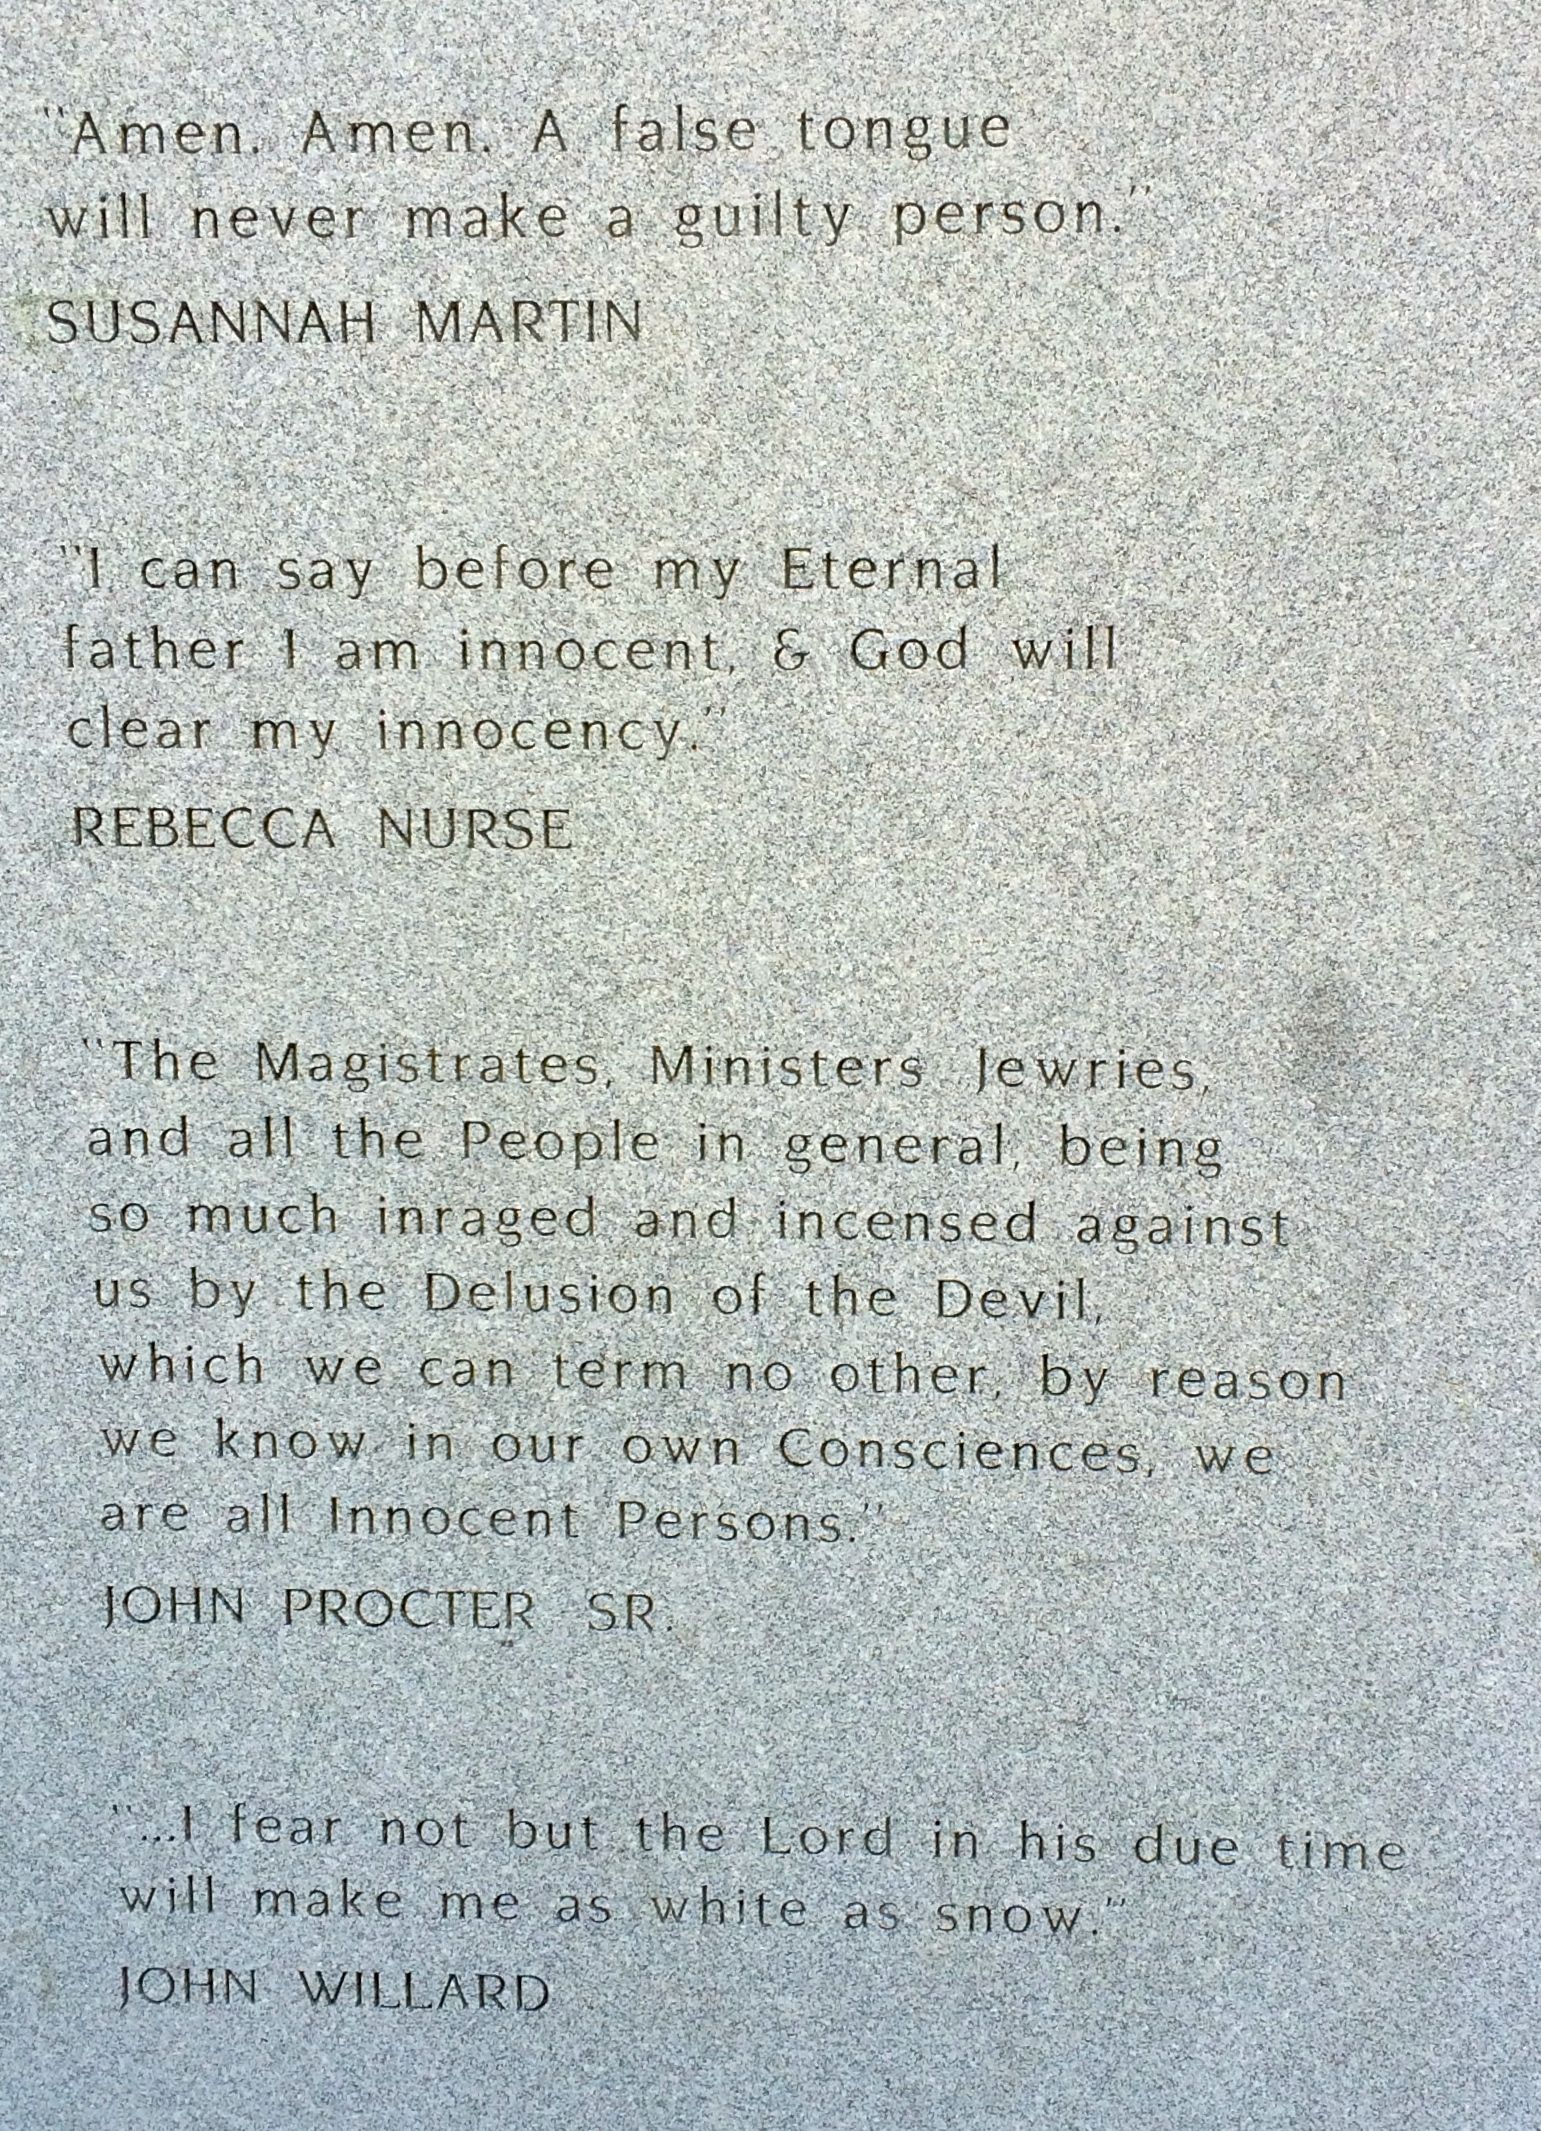 "Amen. Amen. A false tongue
will never make a guilty person."
SUSANNAH MARTIN
"I can say before my Eternal
father I am innocent, & God will
clear my innocency."
REBECCA NURSE
"The Magistrates, Ministers Jewries,
and all the People in general, being
so much inraged and incensed against
us by the Delusion of the Devil,
which we can term no other, by reason
we know in our own Consciences, we
are all Innocent Persons."
JOHN PROCTER SR.
"...I fear not but the Lord in his due time
will make me as white as snow."
JOHN WILLARD